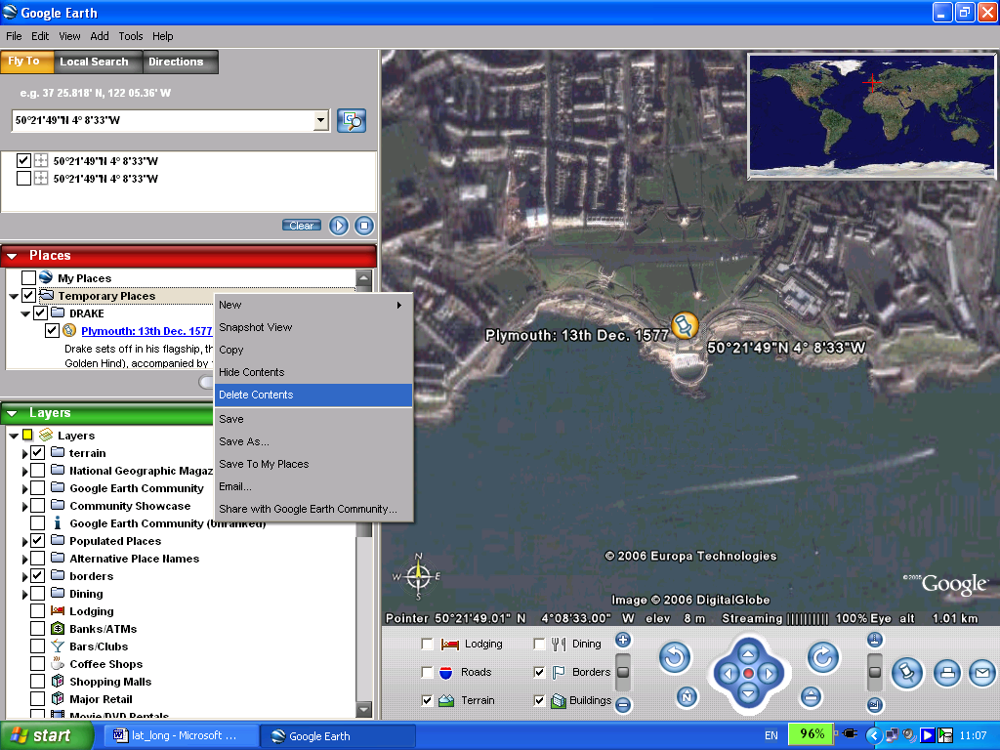 Google Earth
File Edit View Add Tools Help
Fly To Local Search Directions
e.g. 37 25.818' N, 122 05.36' W
50°21'49"N 4° 8'33"W
50°21'49"N 4° 8'33"W
50°21'49"N 4° 8'33"W
Clear
Places
My Places
Temporary Places
DRAKE
Plymouth: 13th Dec. 1577
Drake sets off in his flagship, th
Golden Hind), accompanied by
New
Snapshot View
Copy
Hide Contents
Delete Contents
Save
Save As...
Save To My Places
Email...
Share with Google Earth Community...
Layers
Layers
terrain
National Geographic Magaz
Google Earth Community
Community Showcase
Google Earth Community (unranked)
Populated Places
Alternative Place Names
borders
Dining
Lodging
Banks/ATMs
Bars/Clubs
Coffee Shops
Shopping Malls
Major Retail
Movie/DVD Rentals
Plymouth: 13th Dec. 1577
50°21'49"N 4° 8'33"W
© 2006 Europa Technologies
N
W E
S
©2005 Google
Image © 2006 DigitalGlobe
Pointer 50°21'49.01" N 4°08'33.00" W elev 8 m Streaming |||||||||| 100% Eye alt 1.01 km
Lodging Dining
Roads Borders
Terrain Buildings
N
start lat_long - Microsoft ... Google Earth EN 96% 11:07